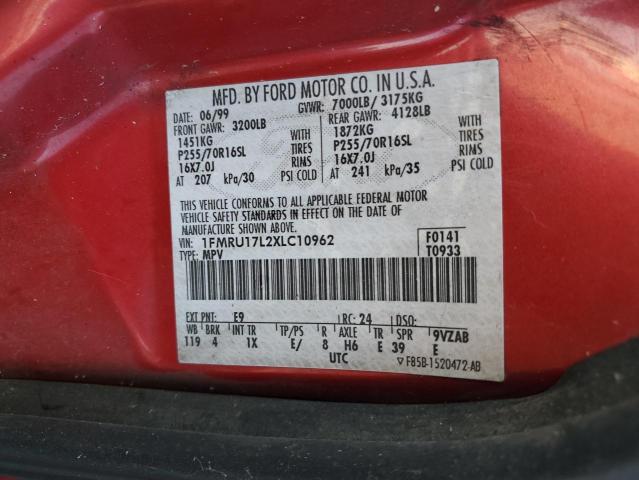 MFD. BY FORD MOTOR CO. IN U.S.A.
DATE: 06/99 GVWR: 7000LB/ 3175KG
FRONT GAWR: 3200LB REAR GAWR: 4128LB
1451KG WITH 1872KG WITH
P255/70R16SL TIRES P255/70R16SL TIRES
16X7.0J RIMS 16X7.0J RIMS
AT 207 kPa/30 PSI COLD AT 241 kPa/35 PSI COLD
THIS VEHICLE CONFORMS TO ALL APPLICABLE FEDERAL MOTOR
VEHICLE SAFETY STANDARDS IN EFFECT ON THE DATE OF
MANUFACTURE SHOWN ABOVE.
VIN: 1FMRU17L2XLC10962 F0141
TYPE: MPV T0933
EXT PNT: E9 RC: 24 DSO:
WB BRK INT TR TP/PS R AXLE TR SPR 9VZAB
119 4 1X E/ 8 H6 E 39 E
UTC ▽ F85B-1520472-AB